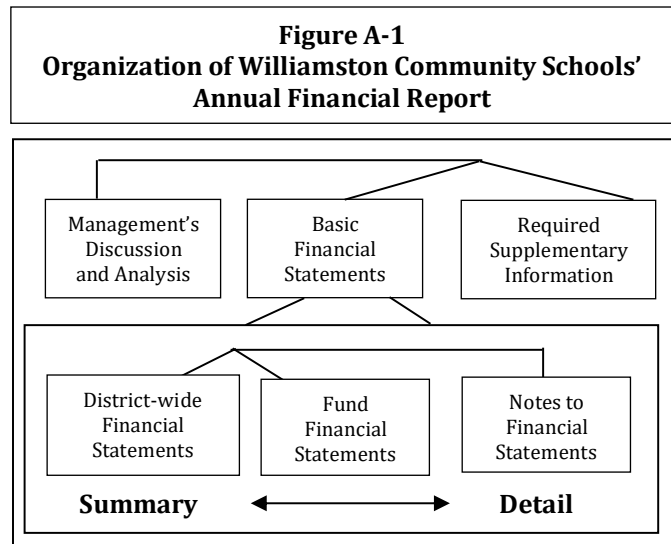 Figure A-1
Organization of Williamston Community Schools’
Annual Financial Report
Management’s
Discussion
and Analysis
Basic
Financial
Statements
Required
Supplementary
Information
District-wide
Financial
Statements
Fund
Financial
Statements
Notes to
Financial
Statements
Summary
Detail